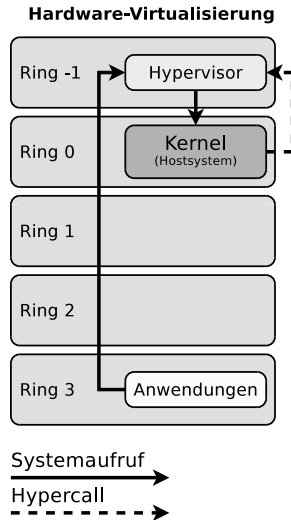 Hardware-Virtualisierung
Ring -1
Hypervisor
Ring 0
Kernel
(Hostsystem)
Ring 1
Ring 2
Ring 3
Anwendungen
Systemaufruf
Hypercall